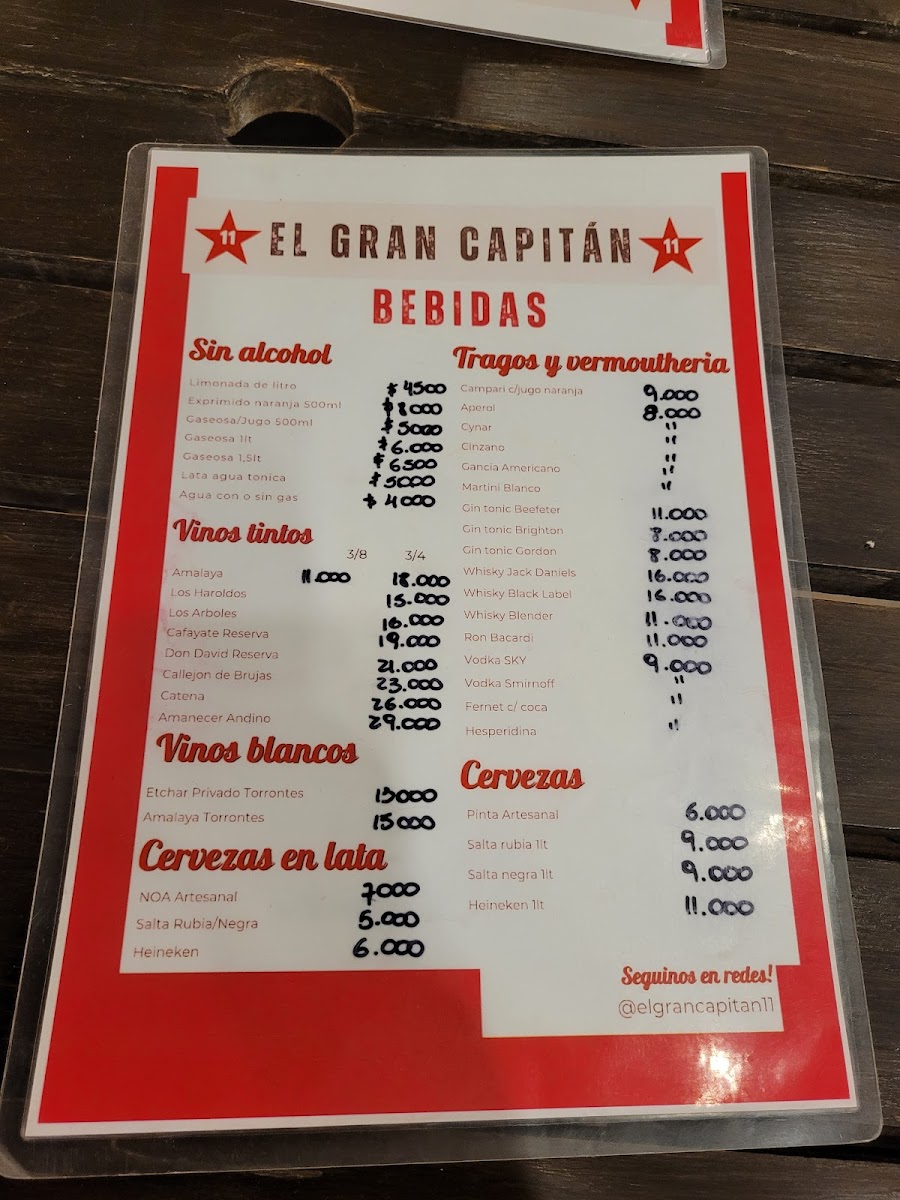 11 EL GRAN CAPITÁN 11
BEBIDAS
Sin alcohol
Limonada de litro $ 4500
Exprimido naranja 500ml $ 8000
Gaseosa/Jugo 500ml $ 5000
Gaseosa 1lt $ 6.000
Gaseosa 1,5lt $ 6500
Lata agua tonica $ 5000
Agua con o sin gas $ 4000
Vinos tintos
3/8 3/4
Amalaya 11.000 18.000
Los Haroldos 15.000
Los Arboles 16.000
Cafayate Reserva 19.000
Don David Reserva 21.000
Callejon de Brujas 23.000
Catena 26.000
Amanecer Andino 29.000
Vinos blancos
Etchar Privado Torrontes 13000
Amalaya Torrontes 15000
Cervezas en lata
NOA Artesanal 7000
Salta Rubia/Negra 5.000
Heineken 6.000
Tragos y vermoutheria
Campari c/jugo naranja 9.000
Aperol 8.000
Cynar "
Cinzano "
Gancia Americano "
Martini Blanco "
Gin tonic Beefeter 11.000
Gin tonic Brighton 8.000
Gin tonic Gordon 8.000
Whisky Jack Daniels 16.000
Whisky Black Label 16.000
Whisky Blender 11.000
Ron Bacardi 11.000
Vodka SKY 9.000
Vodka Smirnoff "
Fernet c/ coca "
Hesperidina "
Cervezas
Pinta Artesanal 6.000
Salta rubia 1lt 9.000
Salta negra 1lt 9.000
Heineken 1lt 11.000
Seguinos en redes!
@elgrancapitan11